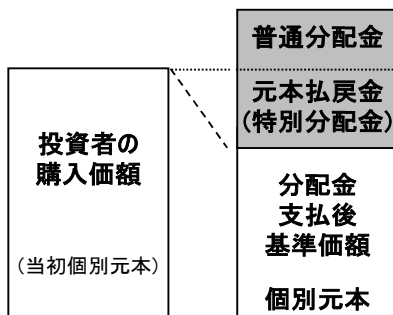 普通分配金
元本払戻金
(特別分配金)
投資者の
購入価額
(当初個別元本)
分配金
支払後
基準価額
個別元本